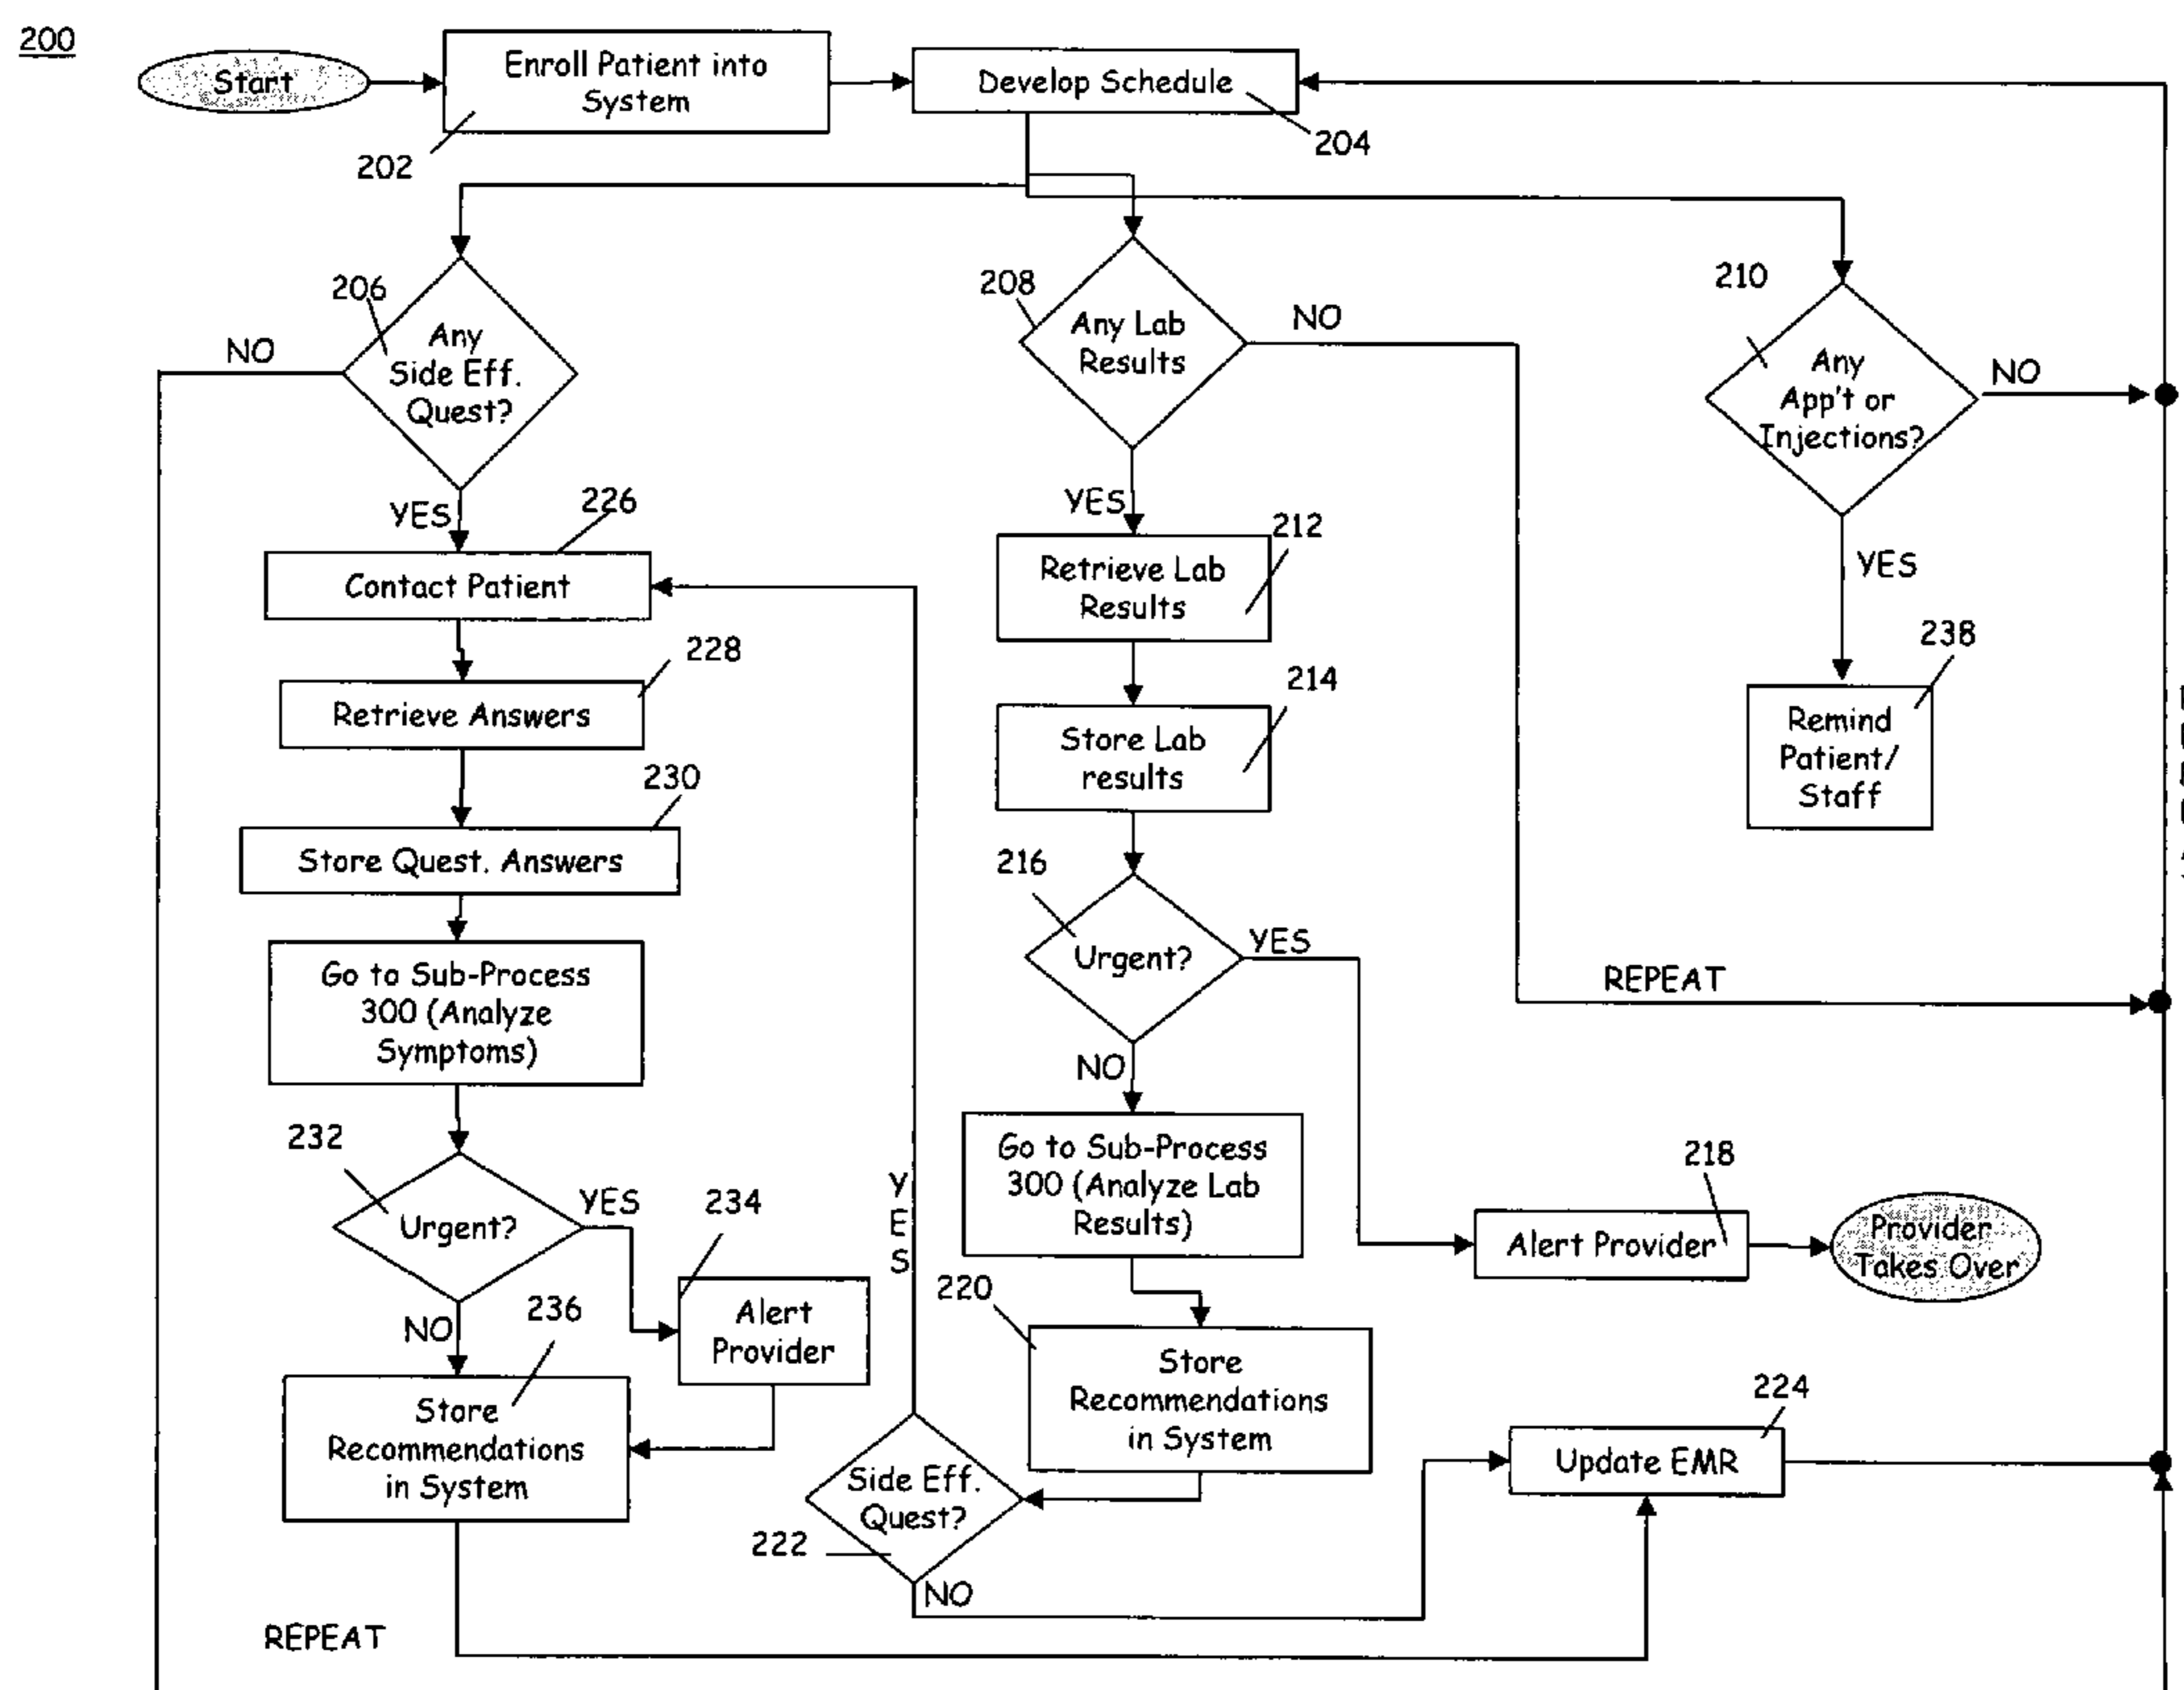 200
Start
Enroll Patient into
System
202
Develop Schedule
204
206
Any
Side Eff.
Quest?
NO
YES
208
Any Lab
Results
NO
YES
210
Any
App't or
Injections?
NO
YES
226
Contact Patient
228
Retrieve Answers
230
Store Quest. Answers
Go to Sub-Process
300 (Analyze
Symptoms)
232
Urgent?
YES
NO
234
Alert
Provider
236
Store
Recommendations
in System
REPEAT
212
Retrieve Lab
Results
214
Store Lab
results
216
Urgent?
YES
NO
Go to Sub-Process
300 (Analyze Lab
Results)
220
Store
Recommendations
in System
Side Eff.
Quest?
222
Y
E
S
NO
238
Remind
Patient/
Staff
REPEAT
218
Alert Provider
Provider
Takes Over
224
Update EMR